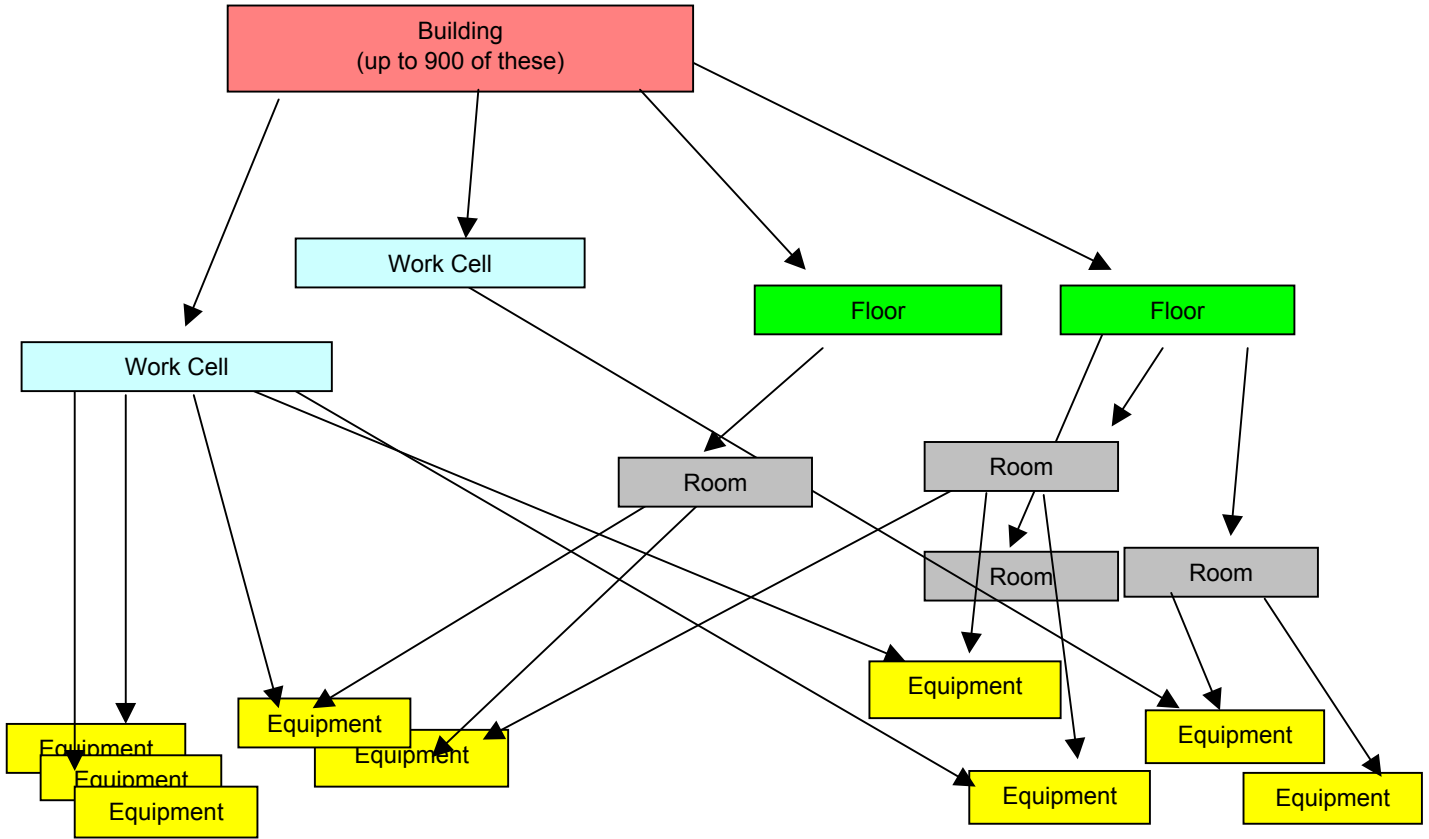 Building
(up to 900 of these)
Work Cell
Floor
Floor
Work Cell
Room
Room
Room
Room
Equipment
Equipment
Equipment
Equipment
Equipment
Equipment
Equipment
Equipment
Equipment